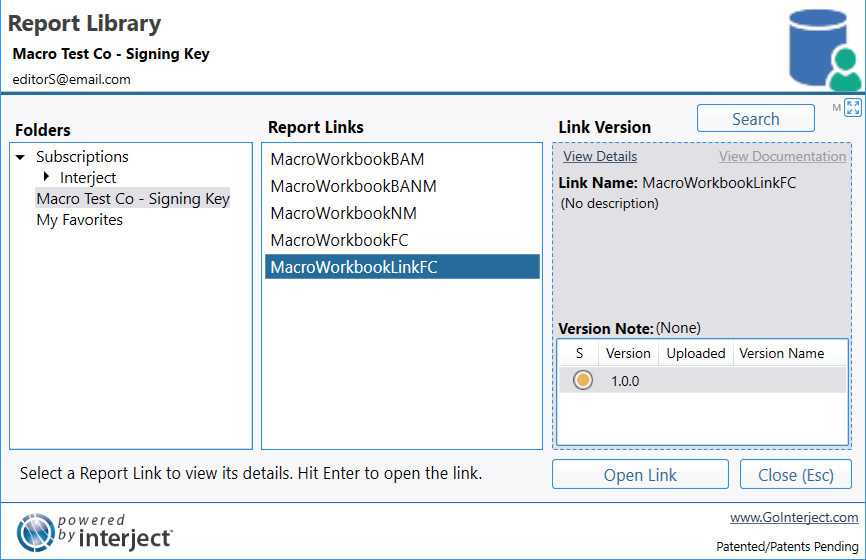 Report Library
Macro Test Co - Signing Key
editorS@email.com
Search
M
Folders
Subscriptions
Interject
Macro Test Co - Signing Key
My Favorites
Report Links
MacroWorkbookBAM
MacroWorkbookBANM
MacroWorkbookNM
MacroWorkbookFC
MacroWorkbookLinkFC
Link Version
View Details View Documentation
Link Name: MacroWorkbookLinkFC
(No description)
Version Note: (None)
S Version Uploaded Version Name
1.0.0
Select a Report Link to view its details. Hit Enter to open the link.
Open Link Close (Esc)
powered
by interject
www.GoInterject.com
Patented/Patents Pending